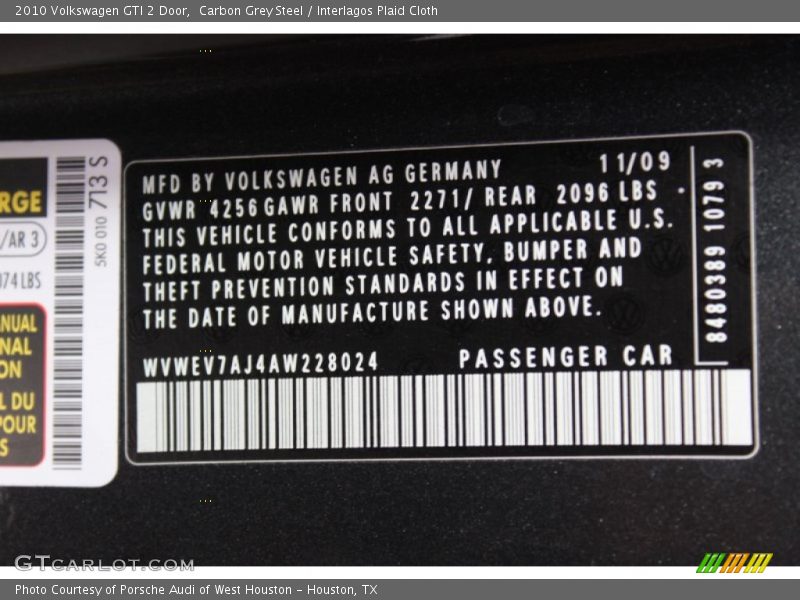 2010 Volkswagen GTI 2 Door, Carbon Grey Steel / Interlagos Plaid Cloth
MFD BY VOLKSWAGEN AG GERMANY 11/09
GVWR 4256 GAWR FRONT 2271/ REAR 2096 LBS .
THIS VEHICLE CONFORMS TO ALL APPLICABLE U.S.
FEDERAL MOTOR VEHICLE SAFETY, BUMPER AND
THEFT PREVENTION STANDARDS IN EFFECT ON
THE DATE OF MANUFACTURE SHOWN ABOVE.
WVWEV7AJ4AW228024 PASSENGER CAR
8480389 10793 3
RGE
/AR 3
074 LBS
ANUAL
NAL
ON
L DU
POUR
S
5K0 010 713 S
GTcarlot.com
Photo Courtesy of Porsche Audi of West Houston - Houston, TX